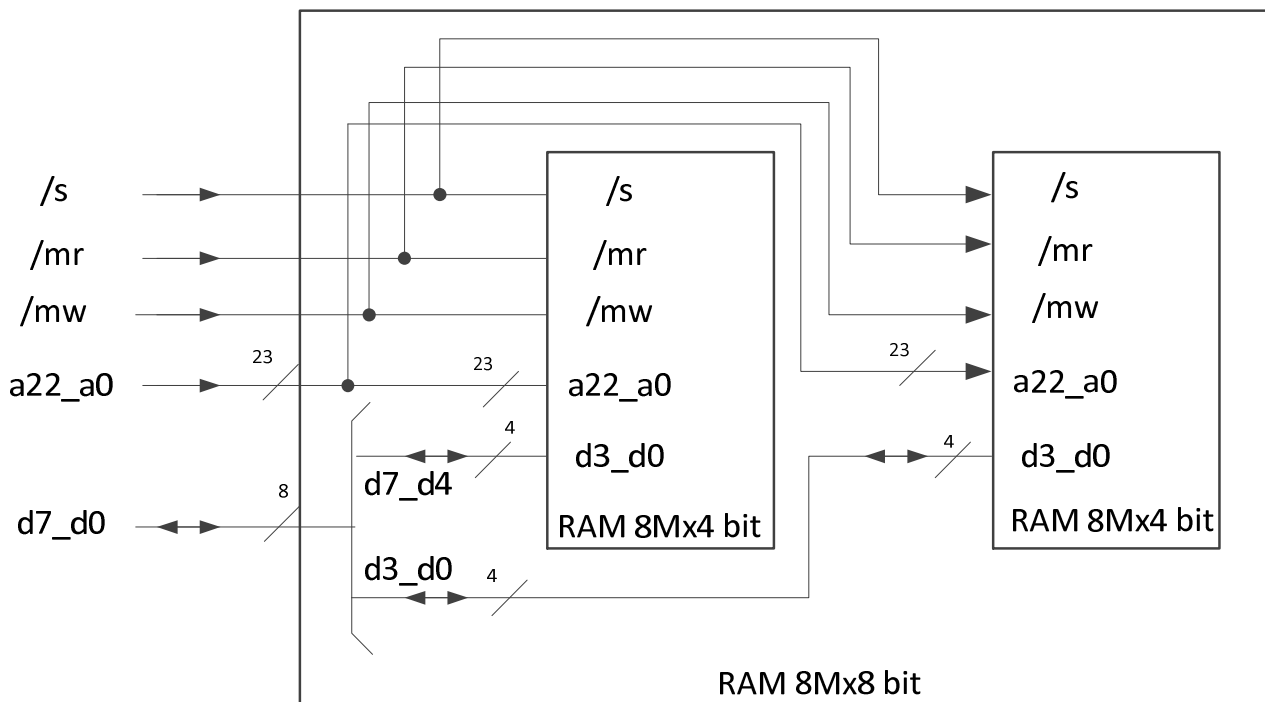 /s
/mr
/mw
23
a22_a0
8
d7_d0
/s
/mr
/mw
23
a22_a0
4
d3_d0
d7_d4
RAM 8Mx4 bit
d3_d0
4
/s
/mr
/mw
23
a22_a0
4
d3_d0
RAM 8Mx4 bit
RAM 8Mx8 bit